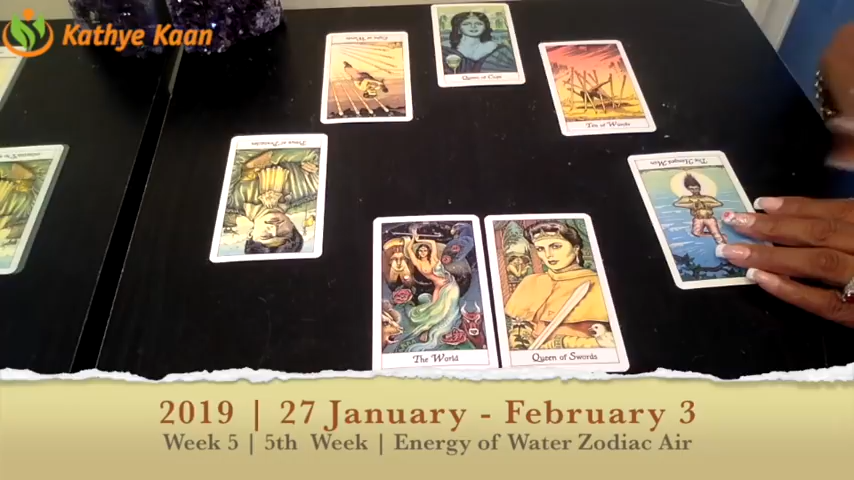 Kathye Kaan
Queen of Cups
Ten of Wands
The Hanged Man
The World
Queen of Swords
2019 | 27 January - February 3
Week 5 | 5th Week | Energy of Water Zodiac Air